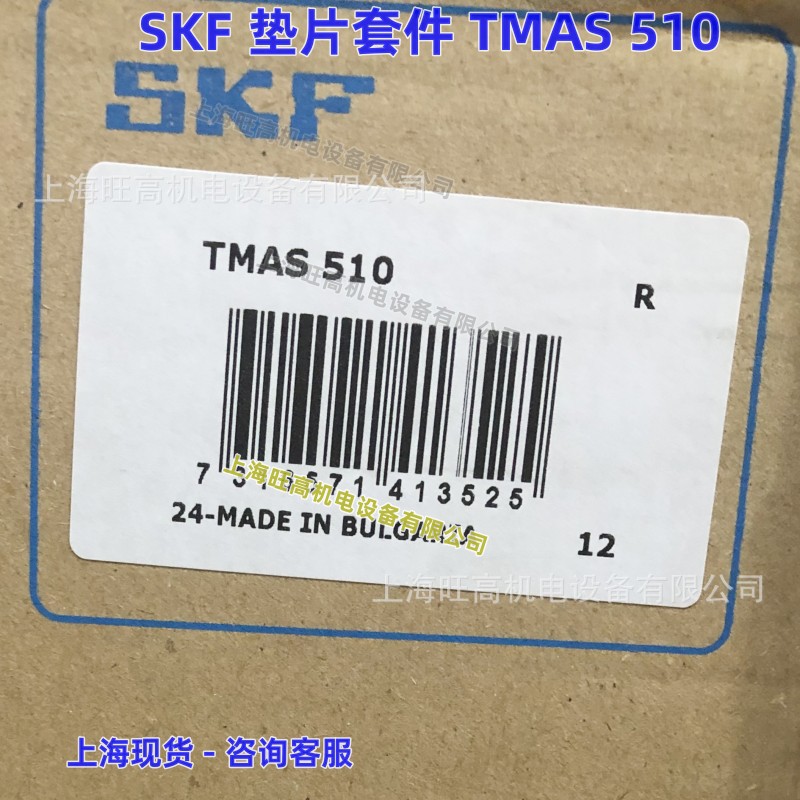 SKF 垫片套件 TMAS 510
SKF
上海旺高机电设备有限公司
上海旺高机电设备有限公司
TMAS 510
上海旺高机电设备有限公司
R
413525
上海旺高机电设备有限公司
24-MADE IN
12
上海旺高机电设备有限公司
上海现货 - 咨询客服